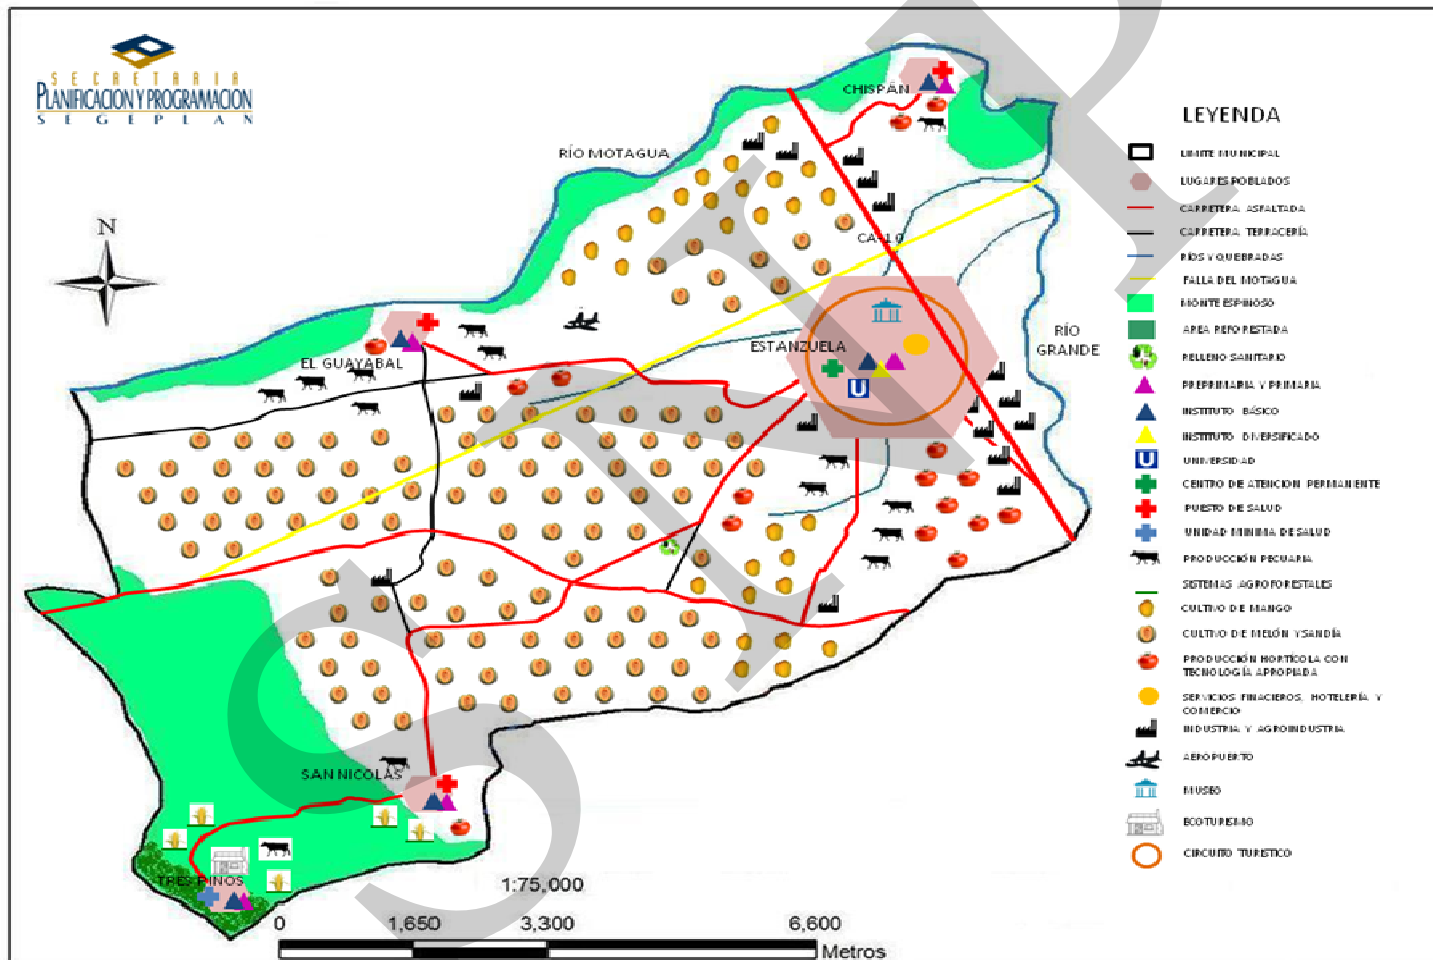 SECRETARIA
PLANIFICACION Y PROGRAMACION
SEGEPLAN
N
RÍO MOTAGUA
CHISPÁN
CA-10
ESTANZUELA
RÍO
GRANDE
EL GUAYABAL
SAN NICOLÁS
TRES PINOS
U
SINIP
LEYENDA
LIMITE MUNICIPAL
LUGARES POBLADOS
CARRETERA ASFALTADA
CARRETERA TERRACERÍA
RÍOS Y QUEBRADAS
FALLA DEL MOTAGUA
MONTE ESPINOSO
AREA REFORESTADA
RELLENO SANITARIO
PREPRIMARIA Y PRIMARIA
INSTITUTO BÁSICO
INSTITUTO DIVERSIFICADO
U UNIVERSIDAD
CENTRO DE ATENCION PERMANENTE
PUESTO DE SALUD
UNIDAD MINIMA DE SALUD
PRODUCCIÓN PECUARIA
SISTEMAS AGROFORESTALES
CULTIVO DE MANGO
CULTIVO DE MELÓN Y SANDÍA
PRODUCCIÓN HORTÍCOLA CON
TECNOLOGÍA APROPIADA
SERVICIOS FINACIEROS, HOTELERÍA Y
COMERCIO
INDUSTRIA Y AGROINDUSTRIA
AEROPUERTO
MUSEO
ECOTURISMO
CIRCUITO TURISTICO
1:75,000
0 1,650 3,300 6,600
Metros